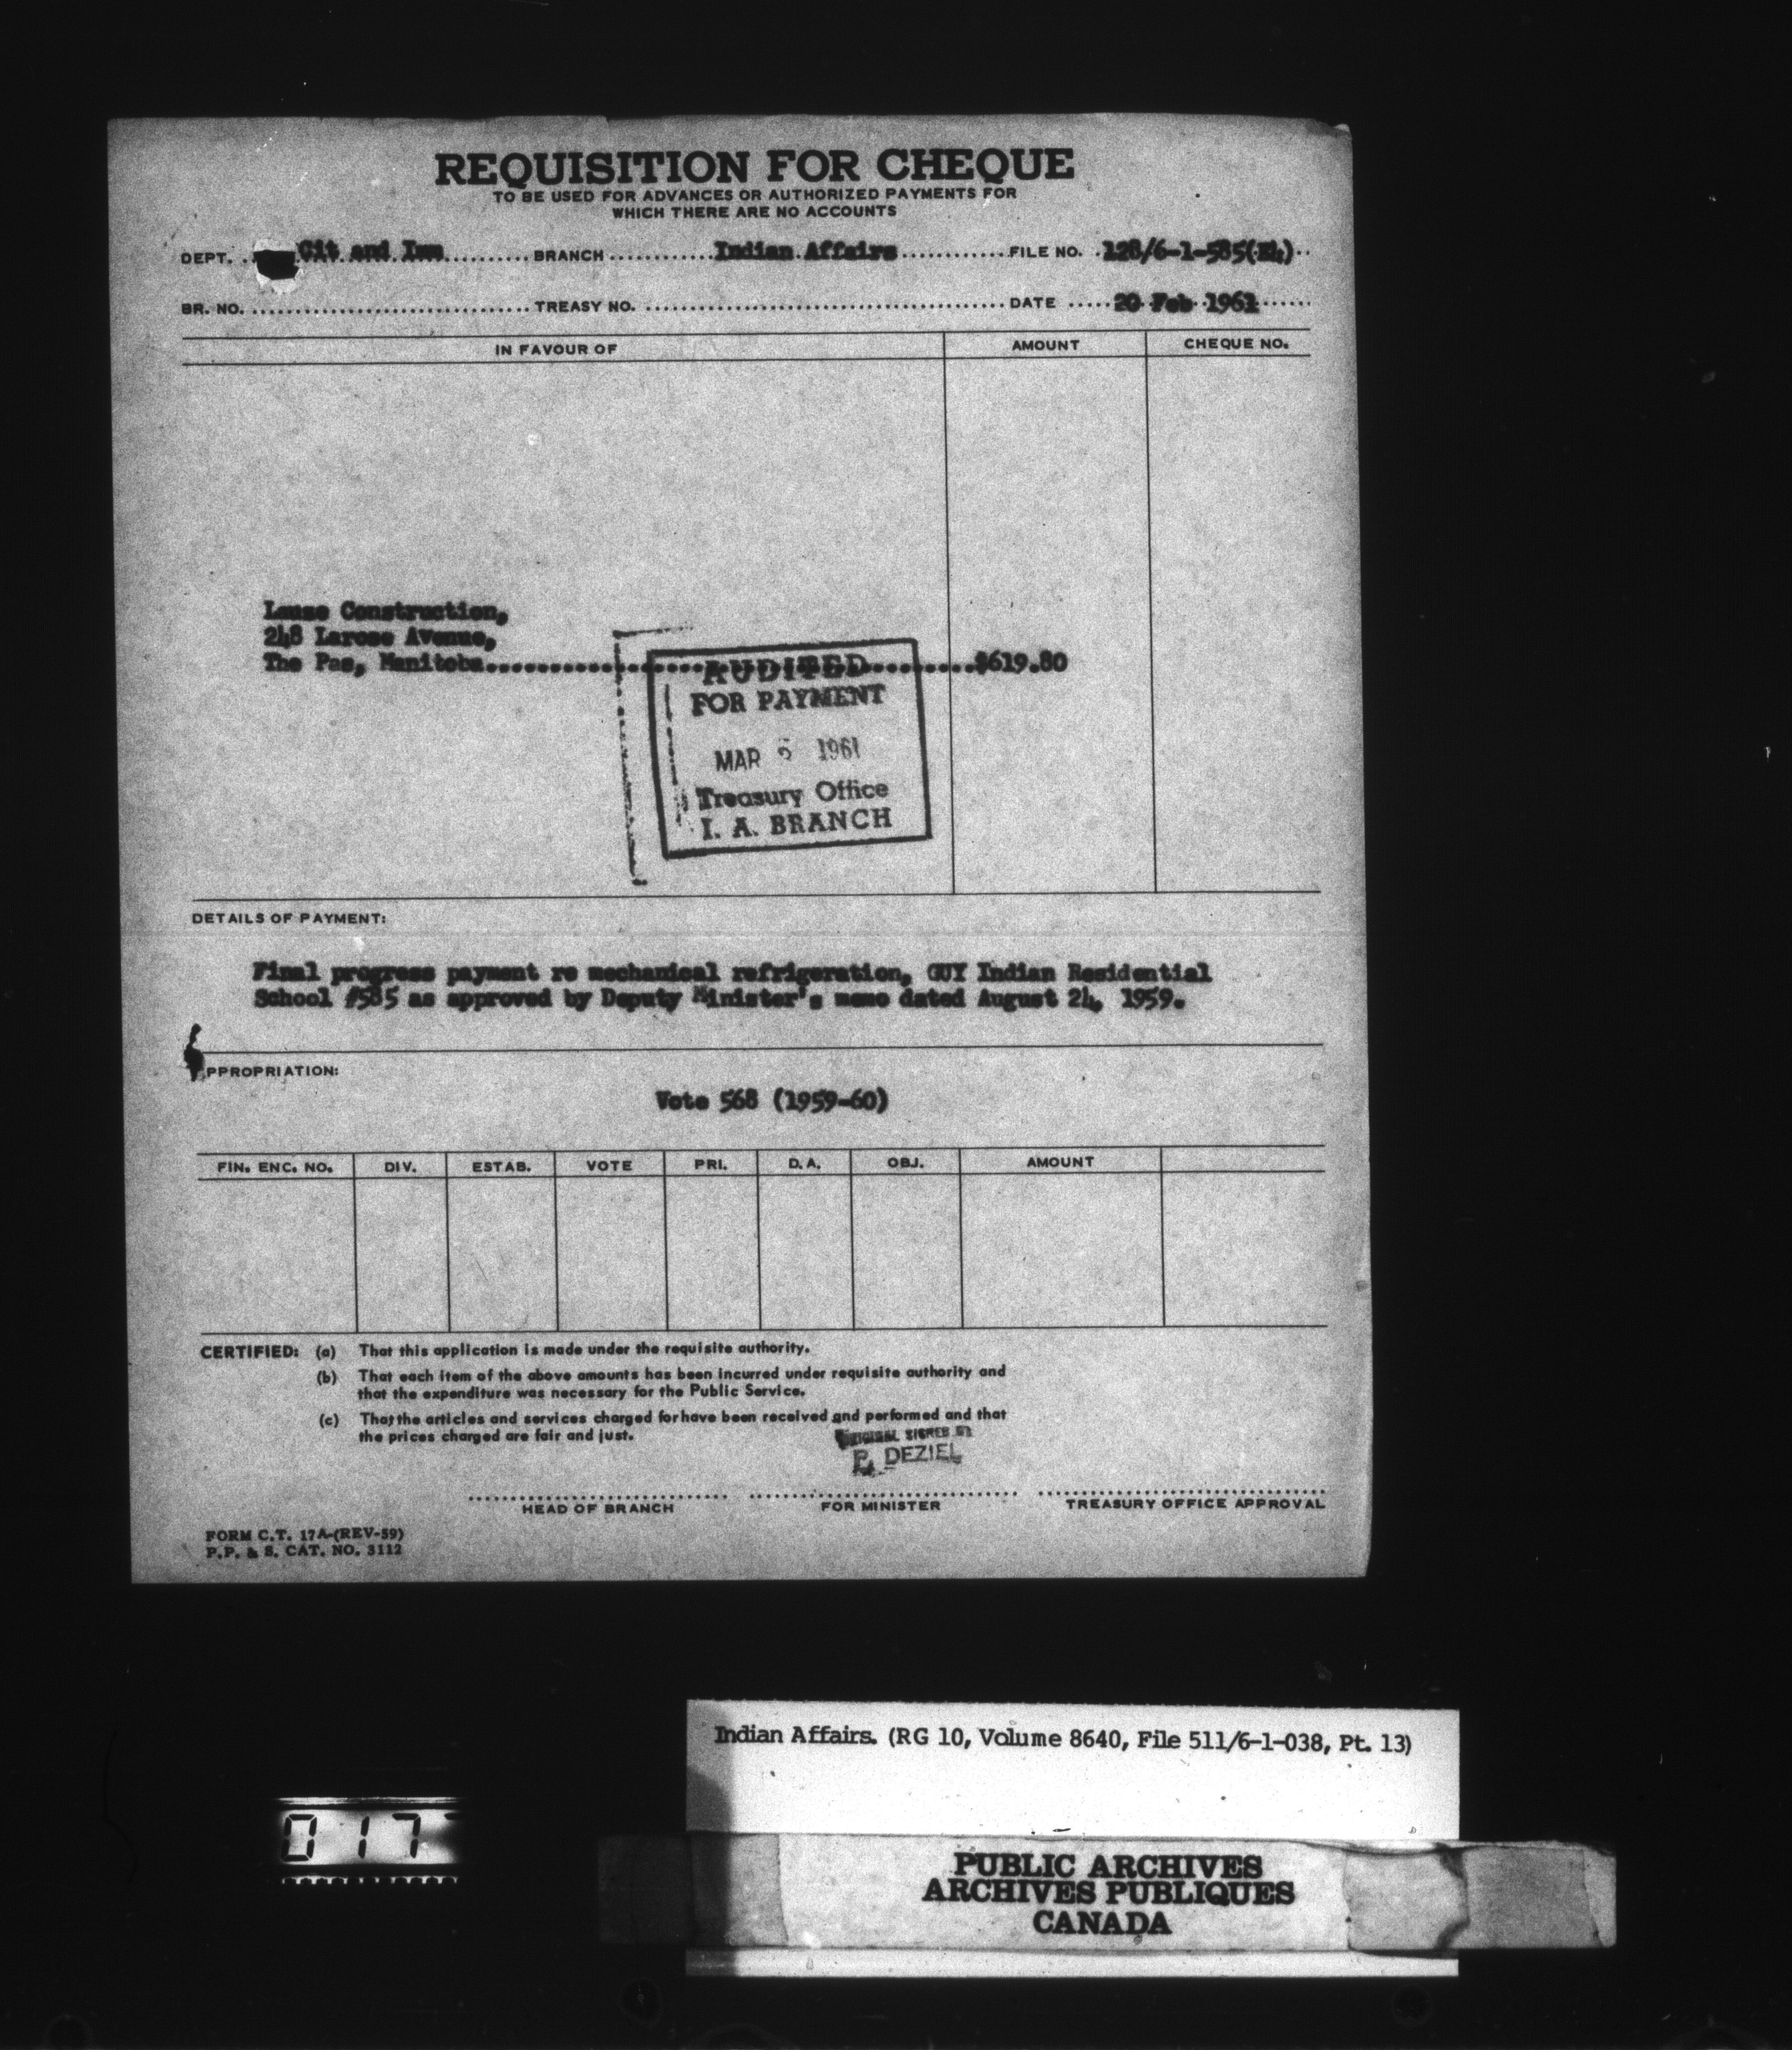 REQUISITION FOR CHEQUE
TO BE USED FOR ADVANCES OR AUTHORIZED PAYMENTS FOR
WHICH THERE ARE NO ACCOUNTS
DEPT. Cit and Imm BRANCH Indian Affairs FILE NO. 128/6-1-585(E4)
BR. NO. TREASY NO. DATE 20 Feb 1961
IN FAVOUR OF AMOUNT CHEQUE NO.
Construction,
248 Larose Avenue,
The Pas, Manitoba $619.80
AUDITED
FOR PAYMENT
MAR 1961
Treasury Office
I. A. BRANCH
DETAILS OF PAYMENT:
Final progress payment re mechanical refrigeration, GUY Indian Residential
School #585 as approved by Deputy Minister's memo dated August 24, 1959.
PPROPRIATION:
Vote 568 (1959-60)
FIN. ENC. NO. DIV. ESTAB. VOTE PRI. D.A. OBJ. AMOUNT
CERTIFIED: (a) That this application is made under the requisite authority.
(b) That each item of the above amounts has been incurred under requisite authority and
that the expenditure was necessary for the Public Service.
(c) That the articles and services charged for have been received and performed and that
the prices charged are fair and just.
ORIGINAL SIGNED BY
P. DEZIEL
HEAD OF BRANCH FOR MINISTER TREASURY OFFICE APPROVAL
FORM C.T. 17A-(REV-59)
P.P. & S. CAT. NO. 3112
Indian Affairs. (RG 10, Volume 8640, File 511/6-1-038, Pt. 13)
017
PUBLIC ARCHIVES
ARCHIVES PUBLIQUES
CANADA